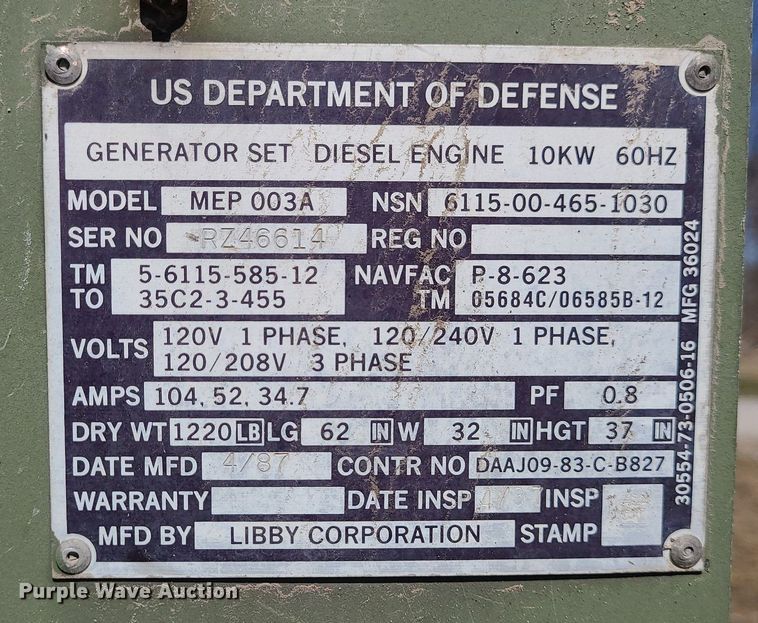 US DEPARTMENT OF DEFENSE
GENERATOR SET DIESEL ENGINE 10KW 60HZ
MODEL MEP 003A NSN 6115-00-465-1030
SER NO RZ46614 REG NO
TM 5-6115-585-12 NAVFAC P-8-623
TO 35C2-3-455 TM 05684C/06585B-12
VOLTS 120V 1 PHASE, 120/240V 1 PHASE,
120/208V 3 PHASE
AMPS 104, 52, 34.7 PF 0.8
DRY WT 1220 LB LG 62 IN W 32 IN HGT 37 IN
DATE MFD 4/87 CONTR NO DAAJ09-83-C-B827
WARRANTY DATE INSP INSP
MFD BY LIBBY CORPORATION STAMP
30554-73-0506-16 MFG 36024
Purple Wave Auction